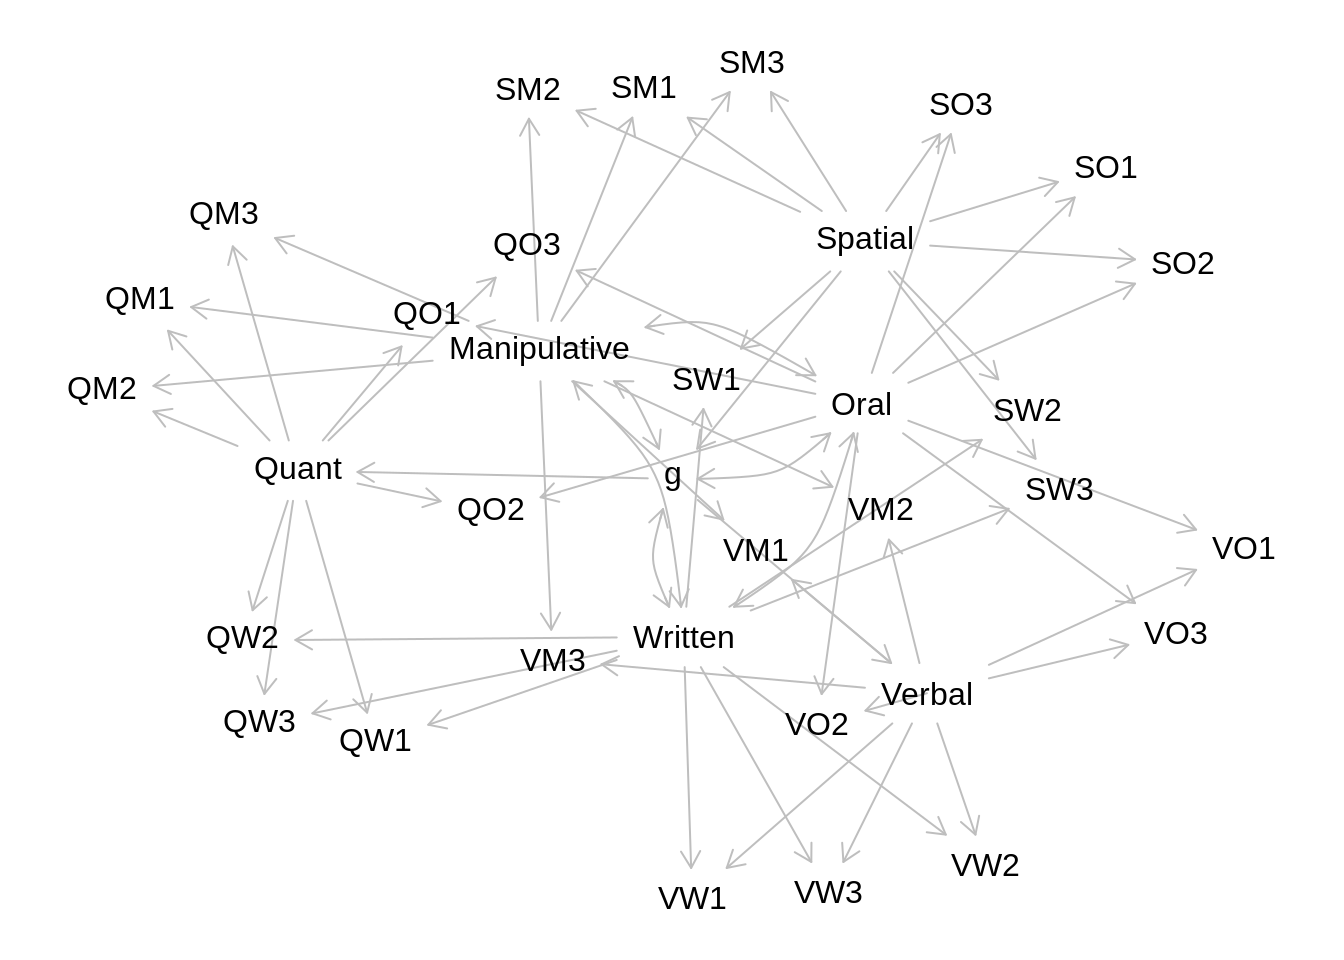 SM3
SM2
SM1
SO3
SO1
QM3
Spatial
QO3
SO2
QM1
QO1
Manipulative
SW1
QM2
Oral
SW2
Quant
g
SW3
QO2
VM2
VM1
VO1
VO3
QW2
Written
VM3
Verbal
QW3
VO2
QW1
VW2
VW3
VW1